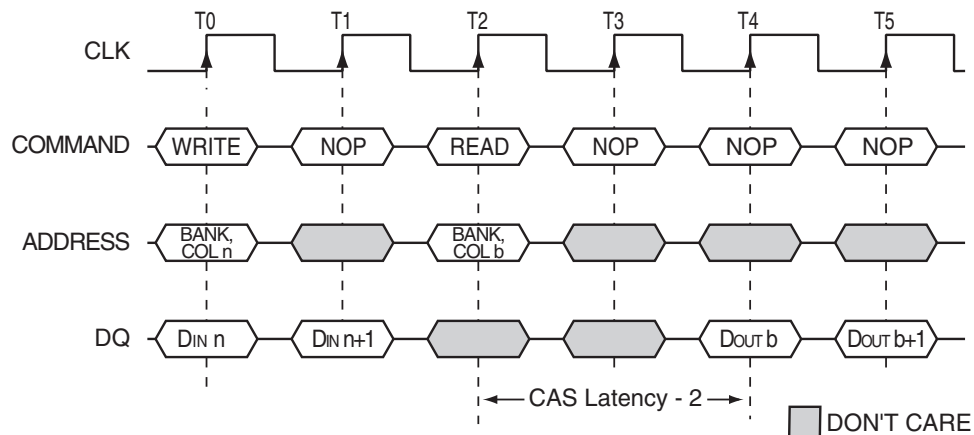 T0 T1 T2 T3 T4 T5
CLK
COMMAND WRITE NOP READ NOP NOP NOP
ADDRESS BANK, COL n BANK, COL b
DQ DIN n DIN n+1 DOUT b DOUT b+1
CAS Latency - 2
DON'T CARE